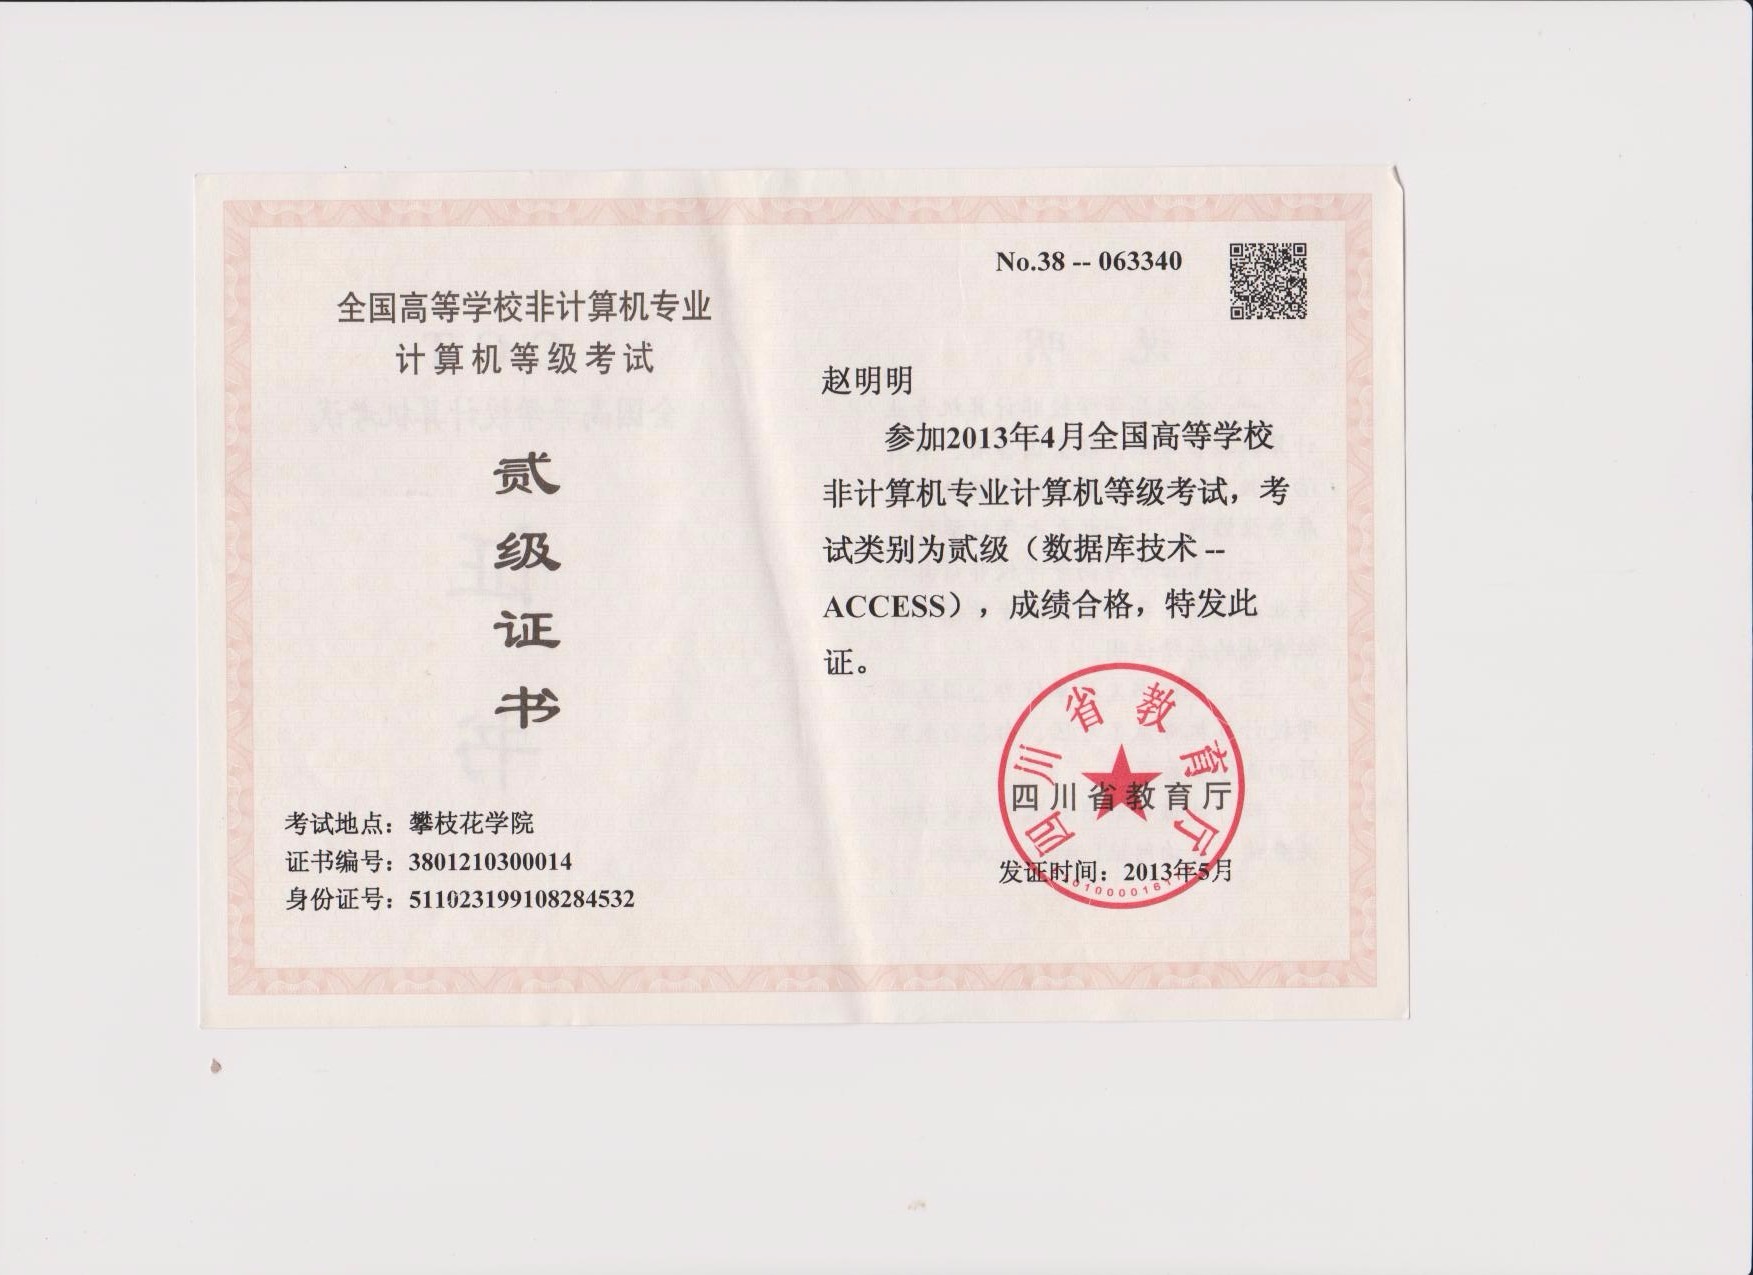 全国高等学校非计算机专业
计算机等级考试
贰
级
证
书
考试地点：攀枝花学院
证书编号：3801210300014
身份证号：511023199108284532
No.38 -- 063340
赵明明
参加2013年4月全国高等学校
非计算机专业计算机等级考试，考
试类别为贰级（数据库技术 --
ACCESS），成绩合格，特发此
证。
四川省教育厅
四川省教育厅
发证时间：2013年5月